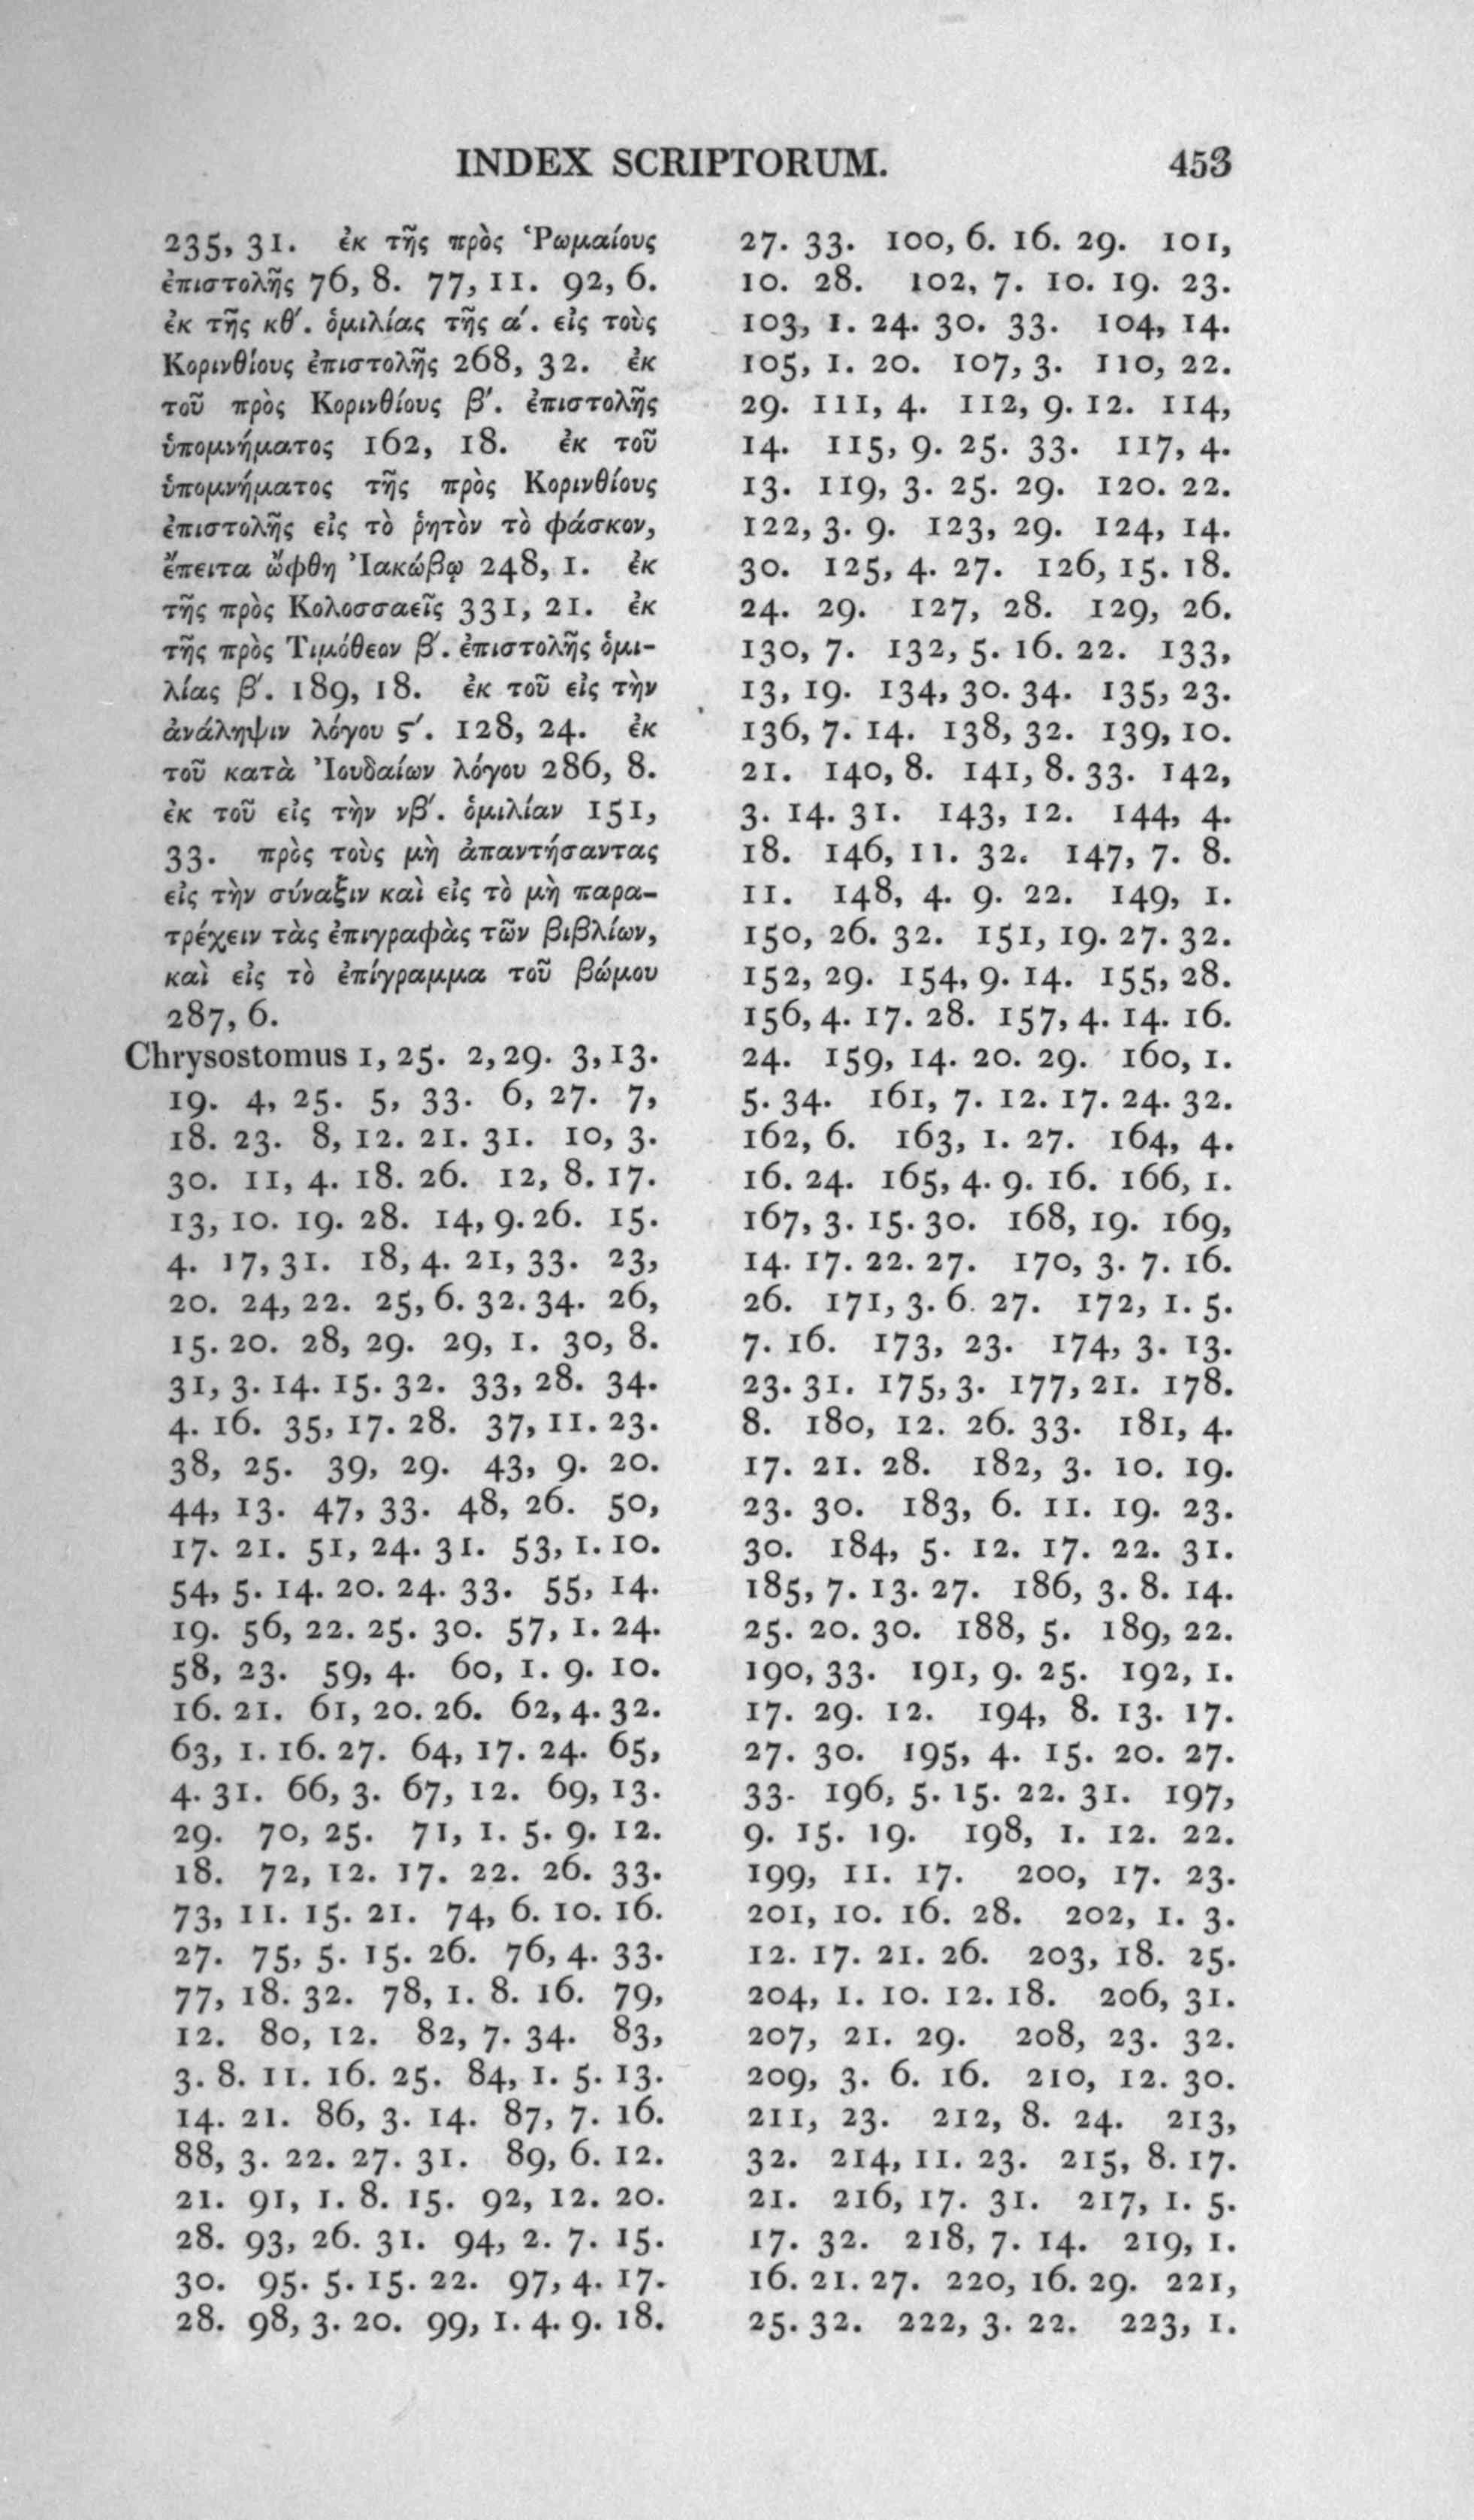 INDEX SCRIPTORUM. 453
235, 31. ἐκ τῆς πρὸς Ῥωμαίους
ἐπιστολῆς 76, 8. 77, 11. 92, 6.
ἐκ τῆς κθʹ. ὁμιλίας τῆς αʹ. εἰς τοὺς
Κορινθίους ἐπιστολῆς 268, 32. ἐκ
τοῦ πρὸς Κορινθίους βʹ. ἐπιστολῆς
ὑπομνήματος 162, 18. ἐκ τοῦ
ὑπομνήματος τῆς πρὸς Κορινθίους
ἐπιστολῆς εἰς τὸ ῥητὸν τὸ φάσκον,
ἔπειτα ὤφθη Ἰακώβῳ 248, 1. ἐκ
τῆς πρὸς Κολοσσαεῖς 331, 21. ἐκ
τῆς πρὸς Τιμόθεον βʹ. ἐπιστολῆς ὁμι-
λίας βʹ. 189, 18. ἐκ τοῦ εἰς τὴν
ἀνάληψιν λόγου ϛʹ. 128, 24. ἐκ
τοῦ κατὰ Ἰουδαίων λόγου 286, 8.
ἐκ τοῦ εἰς τὴν νβʹ. ὁμιλίαν 151,
33. πρὸς τοὺς μὴ ἀπαντήσαντας
εἰς τὴν σύναξιν καὶ εἰς τὸ μὴ παρα-
τρέχειν τὰς ἐπιγραφὰς τῶν βιβλίων,
καὶ εἰς τὸ ἐπίγραμμα τοῦ βώμου
287, 6.
Chrysostomus 1, 25. 2, 29. 3, 13.
19. 4, 25. 5, 33. 6, 27. 7,
18. 23. 8, 12. 21. 31. 10, 3.
30. 11, 4. 18. 26. 12, 8. 17.
13, 10. 19. 28. 14, 9. 26. 15.
4. 17, 31. 18, 4. 21, 33. 23,
20. 24, 22. 25, 6. 32. 34. 26,
15. 20. 28, 29. 29, 1. 30, 8.
31, 3. 14. 15. 32. 33, 28. 34.
4. 16. 35, 17. 28. 37, 11. 23.
38, 25. 39, 29. 43, 9. 20.
44, 13. 47, 33. 48, 26. 50,
17. 21. 51, 24. 31. 53, 1. 10.
54, 5. 14. 20. 24. 33. 55, 14.
19. 56, 22. 25. 30. 57, 1. 24.
58, 23. 59, 4. 60, 1. 9. 10.
16. 21. 61, 20. 26. 62, 4. 32.
63, 1. 16. 27. 64, 17. 24. 65,
4. 31. 66, 3. 67, 12. 69, 13.
29. 70, 25. 71, 1. 5. 9. 12.
18. 72, 12. 17. 22. 26. 33.
73, 11. 15. 21. 74, 6. 10. 16.
27. 75, 5. 15. 26. 76, 4. 33.
77, 18. 32. 78, 1. 8. 16. 79,
12. 80, 12. 82, 7. 34. 83,
3. 8. 11. 16. 25. 84, 1. 5. 13.
14. 21. 86, 3. 14. 87, 7. 16.
88, 3. 22. 27. 31. 89, 6. 12.
21. 91, 1. 8. 15. 92, 12. 20.
28. 93, 26. 31. 94, 2. 7. 15.
30. 95. 5. 15. 22. 97, 4. 17.
28. 98, 3. 20. 99, 1. 4. 9. 18.
27. 33. 100, 6. 16. 29. 101,
10. 28. 102, 7. 10. 19. 23.
103, 1. 24. 30. 33. 104, 14.
105, 1. 20. 107, 3. 110, 22.
29. 111, 4. 112, 9. 12. 114,
14. 115, 9. 25. 33. 117, 4.
13. 119, 3. 25. 29. 120. 22.
122, 3. 9. 123, 29. 124, 14.
30. 125, 4. 27. 126, 15. 18.
24. 29. 127, 28. 129, 26.
130, 7. 132, 5. 16. 22. 133,
13, 19. 134, 30. 34. 135, 23.
136, 7. 14. 138, 32. 139, 10.
21. 140, 8. 141, 8. 33. 142,
3. 14. 31. 143, 12. 144, 4.
18. 146, 11. 32. 147, 7. 8.
11. 148, 4. 9. 22. 149, 1.
150, 26. 32. 151, 19. 27. 32.
152, 29. 154, 9. 14. 155, 28.
156, 4. 17. 28. 157, 4. 14. 16.
24. 159, 14. 20. 29. 160, 1.
5. 34. 161, 7. 12. 17. 24. 32.
162, 6. 163, 1. 27. 164, 4.
16. 24. 165, 4. 9. 16. 166, 1.
167, 3. 15. 30. 168, 19. 169,
14. 17. 22. 27. 170, 3. 7. 16.
26. 171, 3. 6. 27. 172, 1. 5.
7. 16. 173, 23. 174, 3. 13.
23. 31. 175, 3. 177, 21. 178.
8. 180, 12. 26. 33. 181, 4.
17. 21. 28. 182, 3. 10. 19.
23. 30. 183, 6. 11. 19. 23.
30. 184, 5. 12. 17. 22. 31.
185, 7. 13. 27. 186, 3. 8. 14.
25. 20. 30. 188, 5. 189, 22.
190, 33. 191, 9. 25. 192, 1.
17. 29. 12. 194, 8. 13. 17.
27. 30. 195, 4. 15. 20. 27.
33. 196, 5. 15. 22. 31. 197,
9. 15. 19. 198, 1. 12. 22.
199, 11. 17. 200, 17. 23.
201, 10. 16. 28. 202, 1. 3.
12. 17. 21. 26. 203, 18. 25.
204, 1. 10. 12. 18. 206, 31.
207, 21. 29. 208, 23. 32.
209, 3. 6. 16. 210, 12. 30.
211, 23. 212, 8. 24. 213,
32. 214, 11. 23. 215, 8. 17.
21. 216, 17. 31. 217, 1. 5.
17. 32. 218, 7. 14. 219, 1.
16. 21. 27. 220, 16. 29. 221,
25. 32. 222, 3. 22. 223, 1.